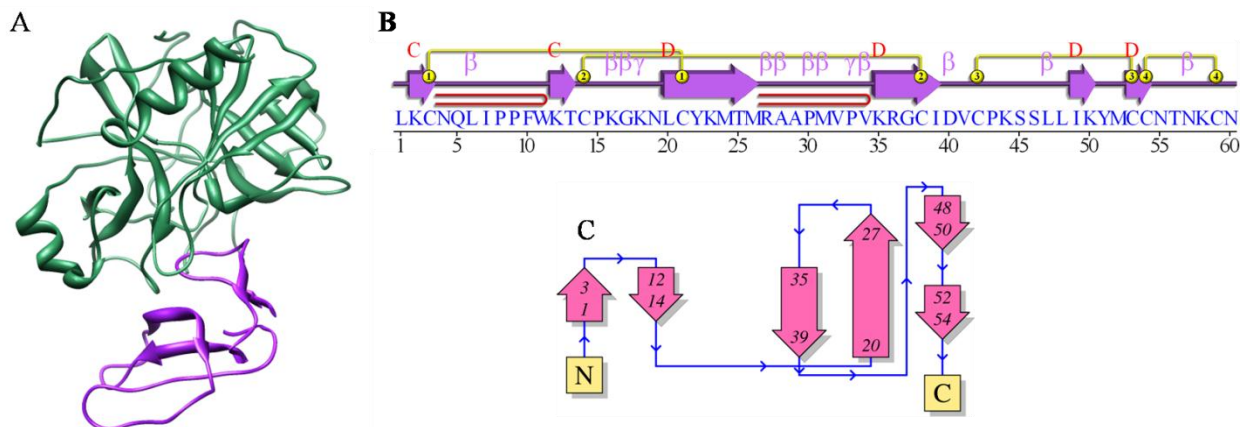 A
B
C C D D D D
β ββγ ββ ββ γβ β β β
1 2 1 2 3 3 4 4
LKCNQLIPPFWKTCPKGKNLCYKMTMRAAPMVPVKRGCIDVCPKSSLLIKYMCCNTNKCN
1 5 10 15 20 25 30 35 40 45 50 55 60
C
3
1
12
14
35
39
27
20
48
50
52
54
N
C